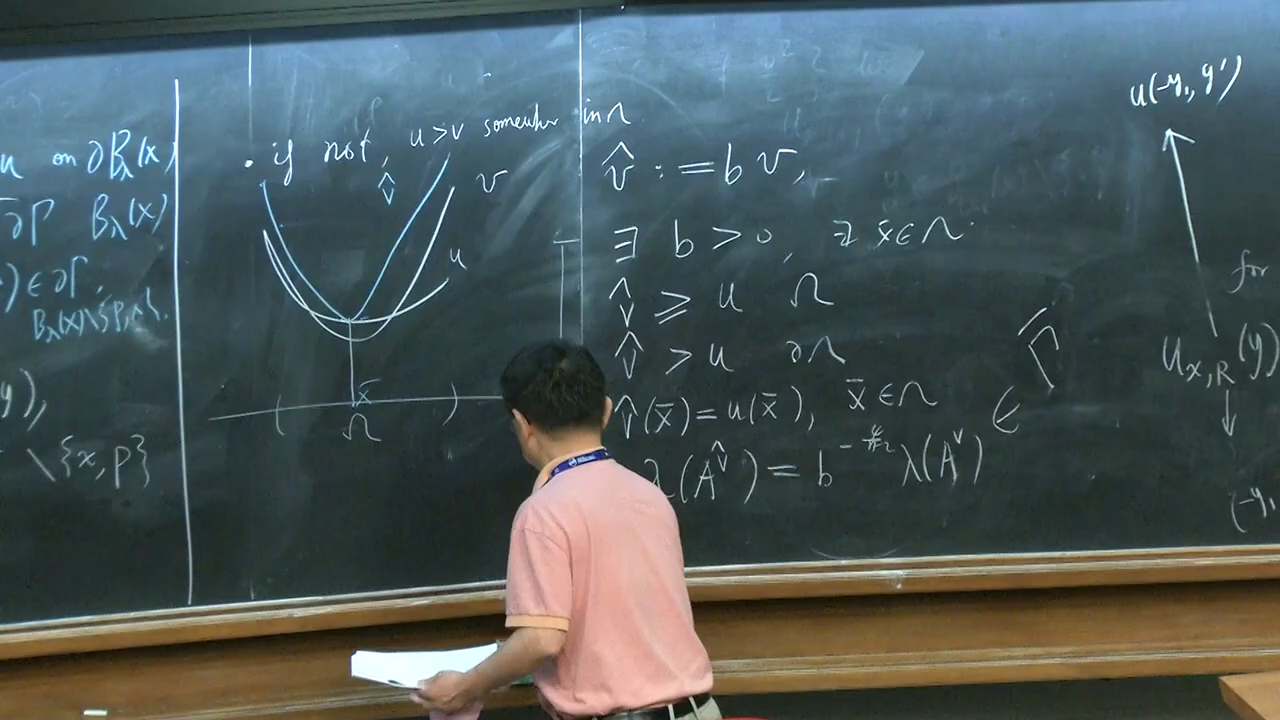 u on ∂B_λ(x)
∂Γ B_λ(x)
) ∈ ∂Γ,
B_λ(x)\{P,x}.
y),
\{x,p}
• if not, u>v somewhere in Ω
v̂
v
u
x̄
( Ω )
v̂ := b v,
∃ b > 0, ∃ x̄ ∈ Ω.
v̂ ⩾ u Ω
v̂ > u ∂Ω
v̂(x̄) = u(x̄), x̄ ∈ Ω
λ(A^v̂) = b λ(A^v) ∈ Γ
u(-y₁, y')
for
u_{x,R}(y)
(-y₁,